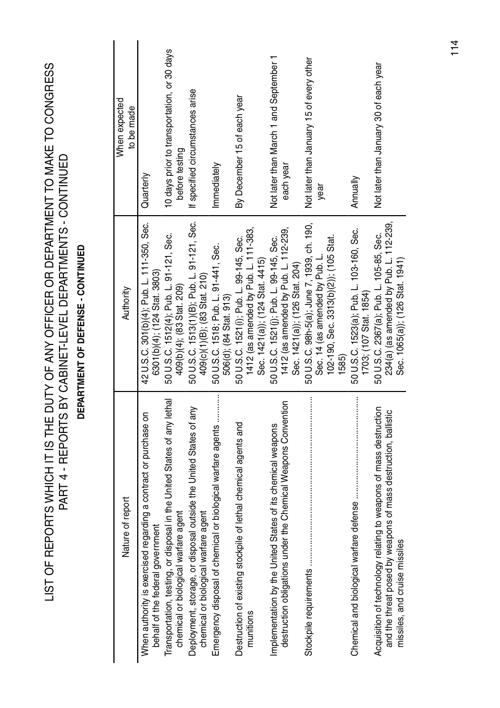 LIST OF REPORTS WHICH IT IS THE DUTY OF ANY OFFICER OR DEPARTMENT TO MAKE TO CONGRESS
PART 4 - REPORTS BY CABINET-LEVEL DEPARTMENTS - CONTINUED
DEPARTMENT OF DEFENSE - CONTINUED
Nature of report
Authority
When expected
to be made
When authority is exercised regarding a contract or purchase on
behalf of the federal government
42 U.S.C. 301(b)(4); Pub. L. 111-350, Sec.
6301(b)(4); (124 Stat. 3803)
Quarterly
Transportation, testing, or disposal in the United States of any lethal
chemical or biological warfare agent
50 U.S.C. 1512(4); Pub. L. 91-121, Sec.
409(b)(4); (83 Stat. 209)
10 days prior to transportation, or 30 days
before testing
Deployment, storage, or disposal outside the United States of any
chemical or biological warfare agent
50 U.S.C. 1513(1)(B); Pub. L. 91-121, Sec.
409(c)(1)(B); (83 Stat. 210)
If specified circumstances arise
Emergency disposal of chemical or biological warfare agents ..........
50 U.S.C. 1518; Pub. L. 91-441, Sec.
506(d); (84 Stat. 913)
Immediately
Destruction of existing stockpile of lethal chemical agents and
munitions
50 U.S.C. 1521(i); Pub. L. 99-145, Sec.
1412 (as amended by Pub. L. 111-383,
Sec. 1421(a)); (124 Stat. 4415)
By December 15 of each year
Implementation by the United States of its chemical weapons
destruction obligations under the Chemical Weapons Convention
50 U.S.C. 1521(j); Pub. L. 99-145, Sec.
1412 (as amended by Pub. L. 112-239,
Sec. 1421(a)); (126 Stat. 204)
Not later than March 1 and September 1
each year
Stockpile requirements ..........
50 U.S.C. 98h-5(a); June 7, 1939, ch. 190,
Sec. 14 (as amended by Pub. L.
102-190, Sec. 3313(b)(2)); (105 Stat.
1585)
Not later than January 15 of every other
year
Chemical and biological warfare defense ..........
50 U.S.C. 1523(a); Pub. L. 103-160, Sec.
1703; (107 Stat. 1854)
Annually
Acquisition of technology relating to weapons of mass destruction
and the threat posed by weapons of mass destruction, ballistic
missiles, and cruise missiles
50 U.S.C. 2367(a); Pub. L. 105-85, Sec.
234(a) (as amended by Pub. L. 112-239,
Sec. 1065(a)); (126 Stat. 1941)
Not later than January 30 of each year
114